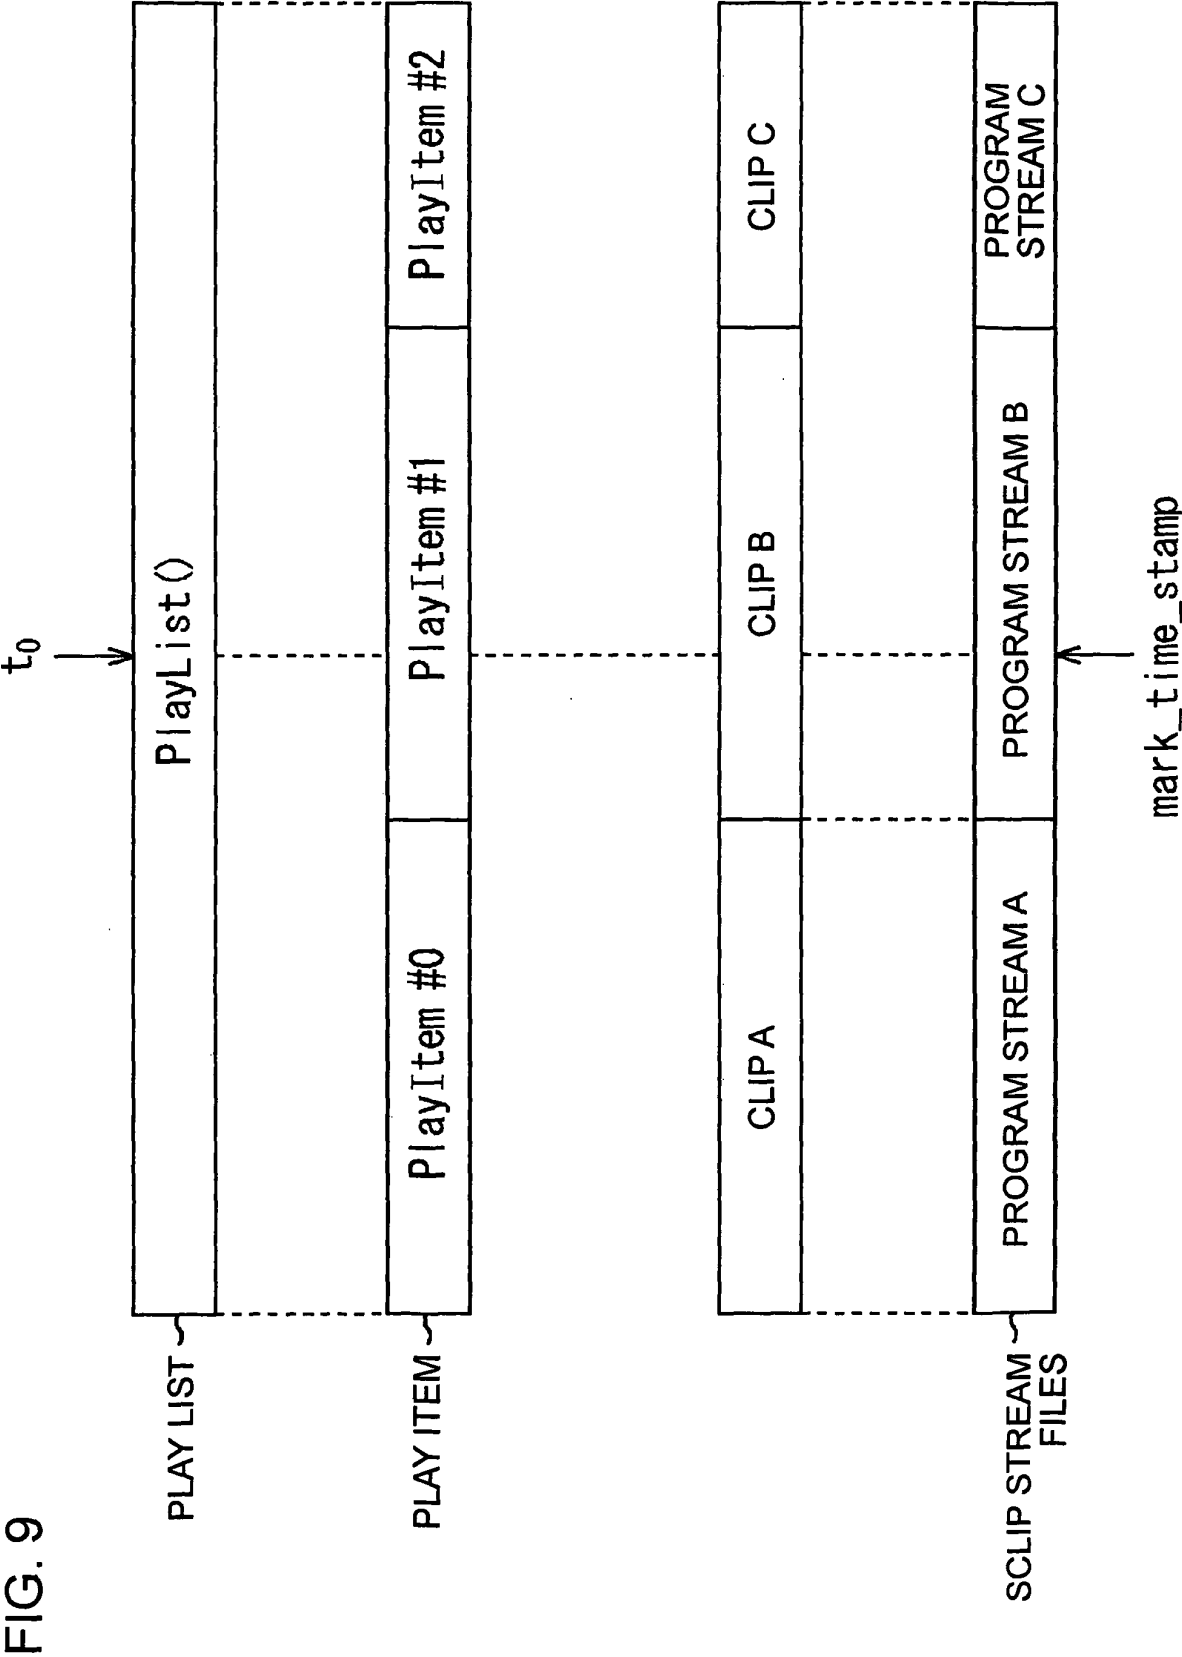 FIG. 9
t0
PLAY LIST
PlayList()
PLAY ITEM
PlayItem #0
PlayItem #1
PlayItem #2
CLIP A
CLIP B
CLIP C
SCLIP STREAM
FILES
PROGRAM STREAM A
PROGRAM STREAM B
PROGRAM
STREAM C
mark_time_stamp